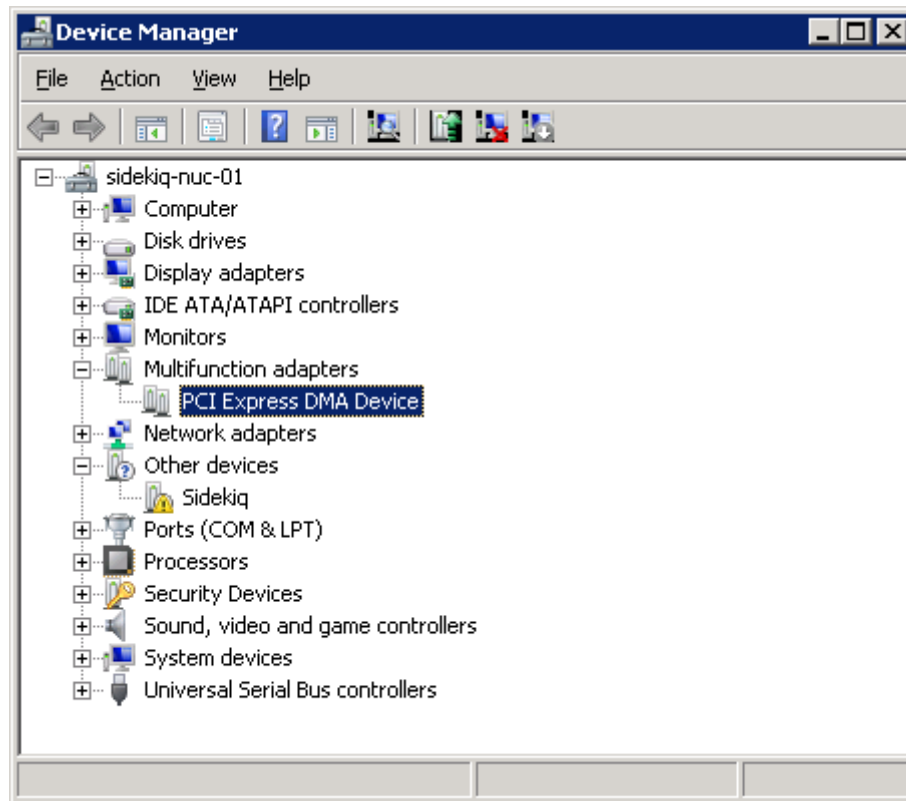 Device Manager
File Action View Help
sidekiq-nuc-01
Computer
Disk drives
Display adapters
IDE ATA/ATAPI controllers
Monitors
Multifunction adapters
PCI Express DMA Device
Network adapters
Other devices
Sidekiq
Ports (COM & LPT)
Processors
Security Devices
Sound, video and game controllers
System devices
Universal Serial Bus controllers